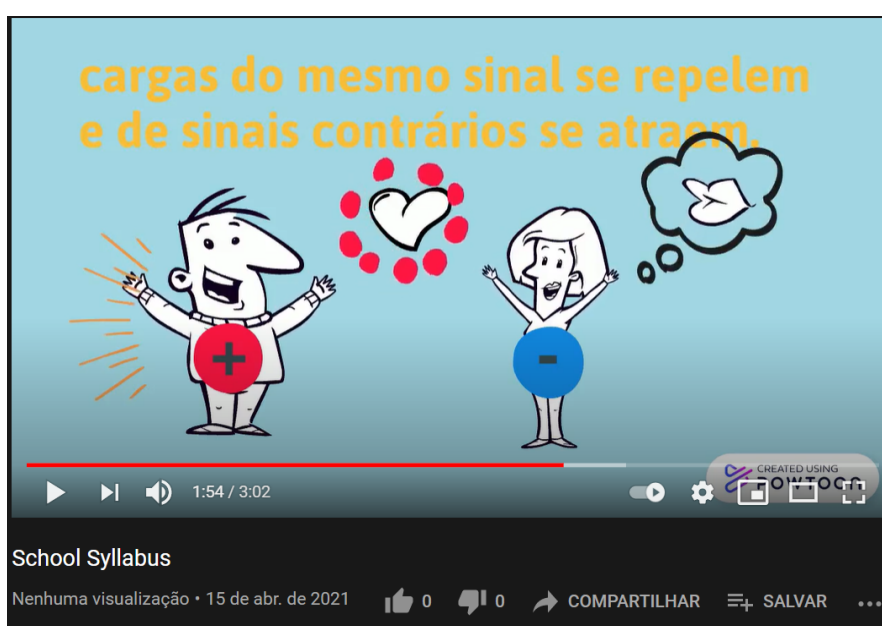 cargas do mesmo sinal se repelem
e de sinais contrários se atraem.
+
-
CREATED USING
POWTOON
1:54 / 3:02
School Syllabus
Nenhuma visualização • 15 de abr. de 2021
0
0
COMPARTILHAR
SALVAR